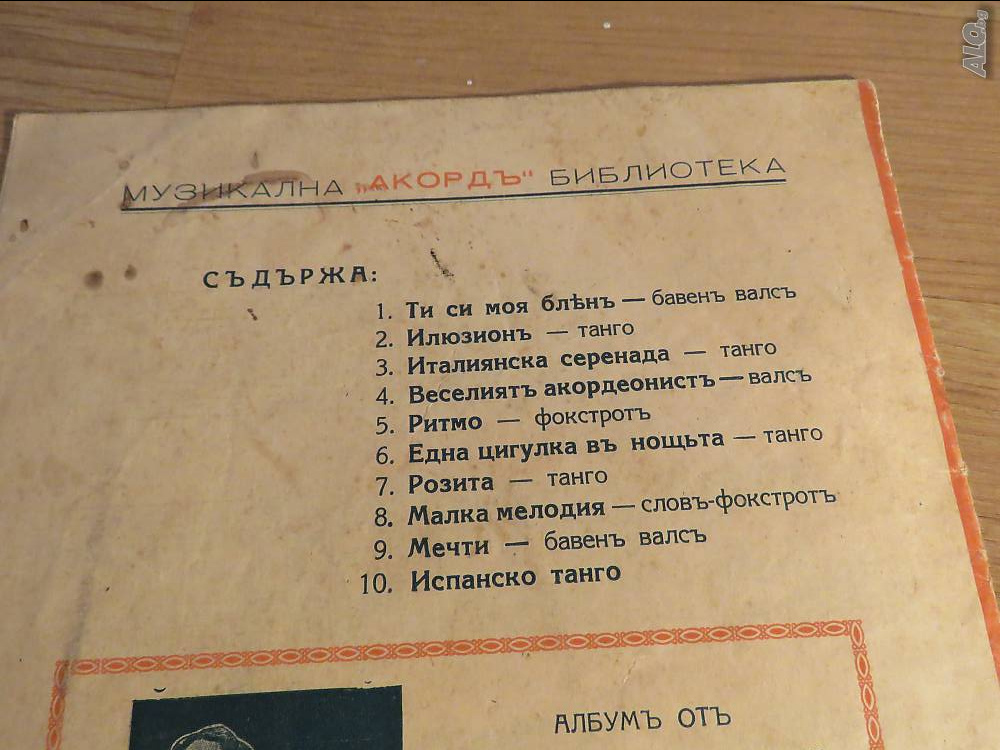 ALO.bg
МУЗИКАЛНА „АКОРДЪ" БИБЛИОТЕКА
СЪДЪРЖА:
1. Ти си моя блѣнъ — бавенъ валсъ
2. Илюзионъ — танго
3. Италиянска серенада — танго
4. Веселиятъ акордеонистъ — валсъ
5. Ритмо — фокстротъ
6. Една цигулка въ нощьта — танго
7. Розита — танго
8. Малка мелодия — словъ-фокстротъ
9. Мечти — бавенъ валсъ
10. Испанско танго
АЛБУМЪ ОТЪ